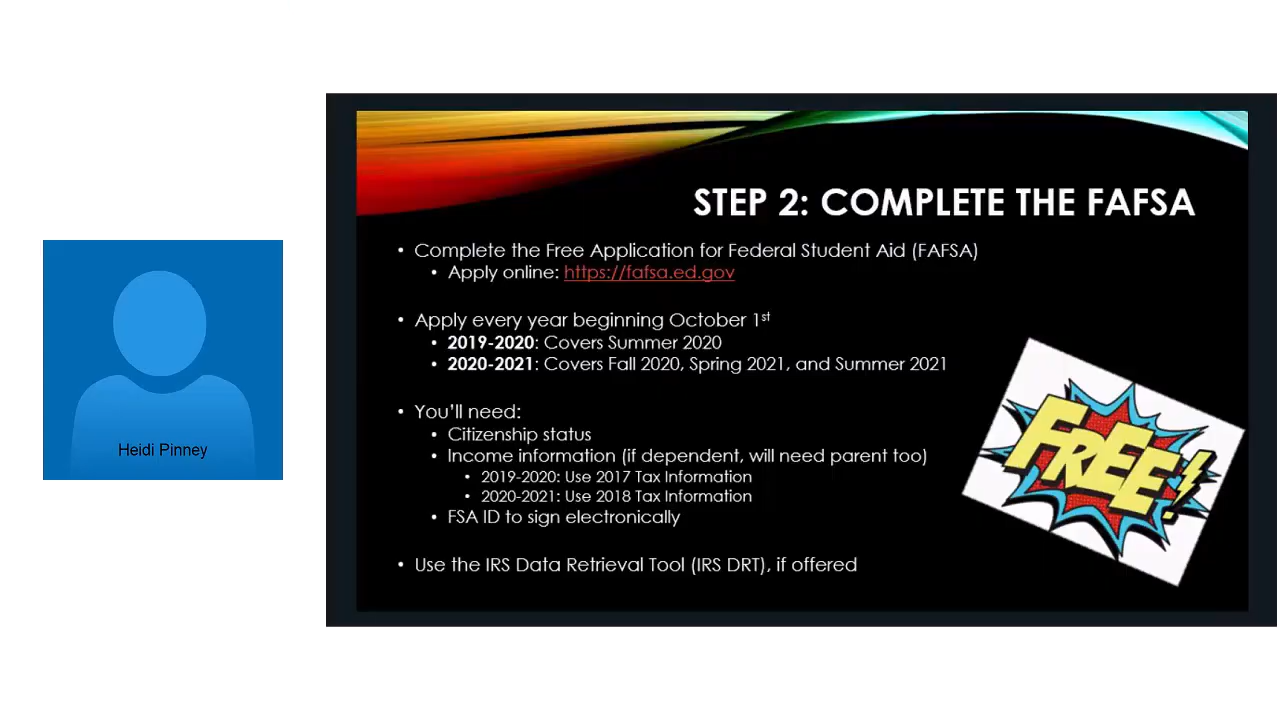 STEP 2: COMPLETE THE FAFSA
• Complete the Free Application for Federal Student Aid (FAFSA)
• Apply online: https://fafsa.ed.gov
• Apply every year beginning October 1st
• 2019-2020: Covers Summer 2020
• 2020-2021: Covers Fall 2020, Spring 2021, and Summer 2021
• You'll need:
• Citizenship status
• Income information (if dependent, will need parent too)
• 2019-2020: Use 2017 Tax Information
• 2020-2021: Use 2018 Tax Information
• FSA ID to sign electronically
• Use the IRS Data Retrieval Tool (IRS DRT), if offered
FREE!
Heidi Pinney